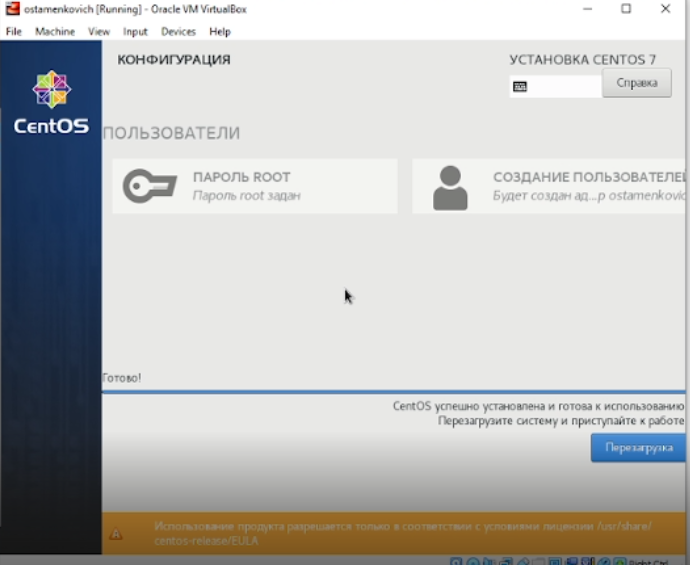 ostamenkovich [Running] - Oracle VM VirtualBox
File Machine View Input Devices Help
КОНФИГУРАЦИЯ
УСТАНОВКА CENTOS 7
Справка
CentOS
ПОЛЬЗОВАТЕЛИ
ПАРОЛЬ ROOT
Пароль root задан
СОЗДАНИЕ ПОЛЬЗОВАТЕЛЕ
Будет создан ад...р ostamenkovic
Готово!
CentOS успешно установлена и готова к использованию
Перезагрузите систему и приступайте к работе
Перезагрузка
Использование продукта разрешается только в соответствии с условиями лицензии /usr/share/
centos-release/EULA
Right Ctrl